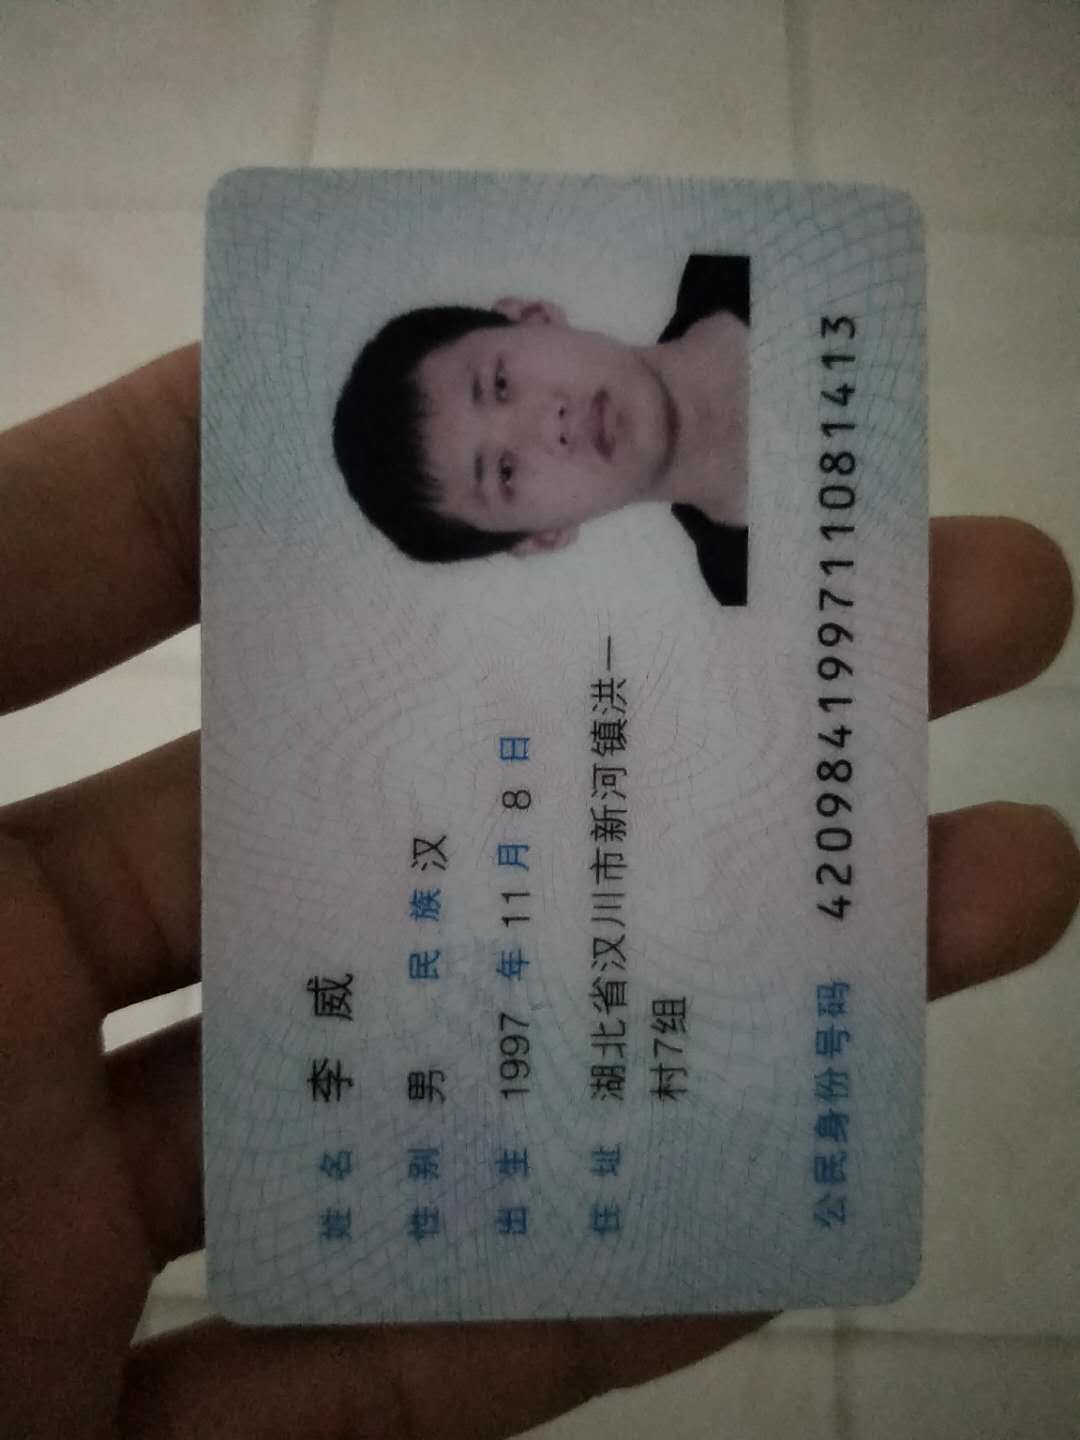 姓名 李威
性别 男 民族 汉
出生 1997 年 11 月 8 日
住址 湖北省汉川市新河镇洪一
村7组
公民身份号码 420984199711081413